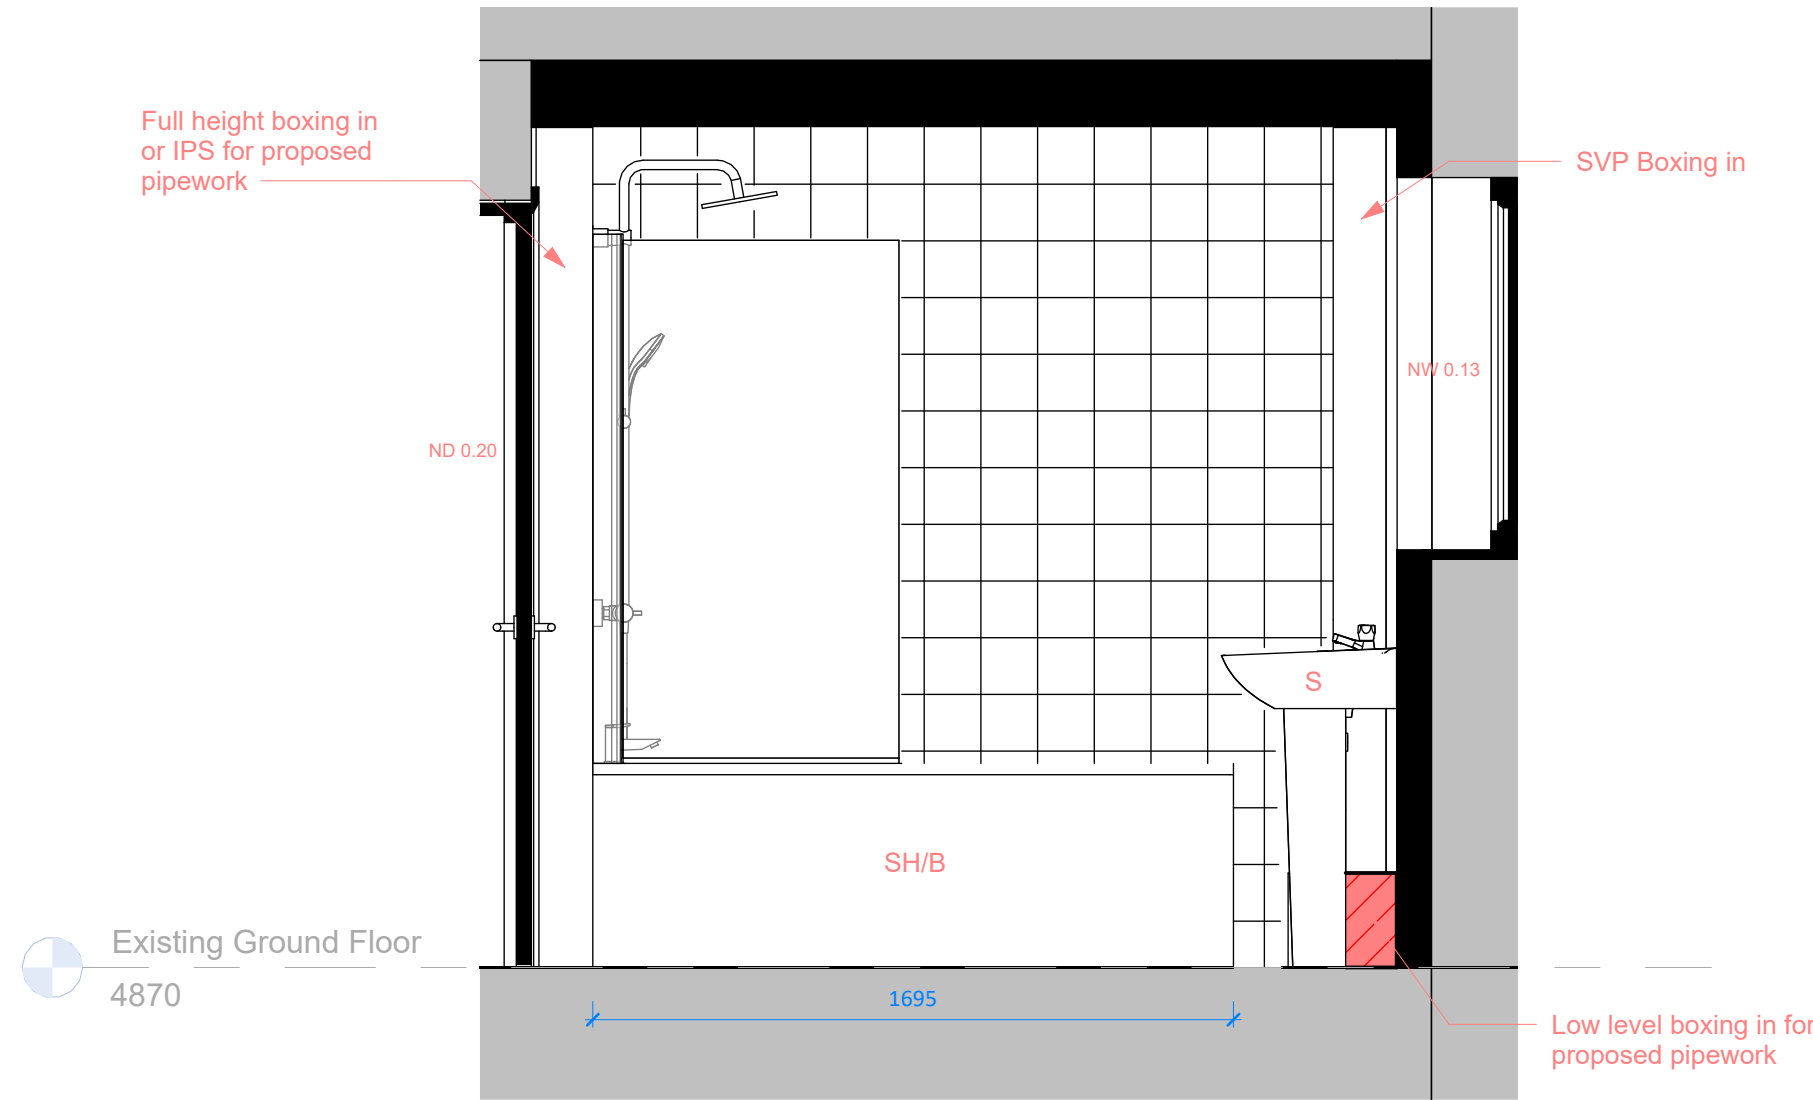 Full height boxing in
or IPS for proposed
pipework
SVP Boxing in
NW 0.13
ND 0.20
S
SH/B
Existing Ground Floor
4870
1695
Low level boxing in for
proposed pipework